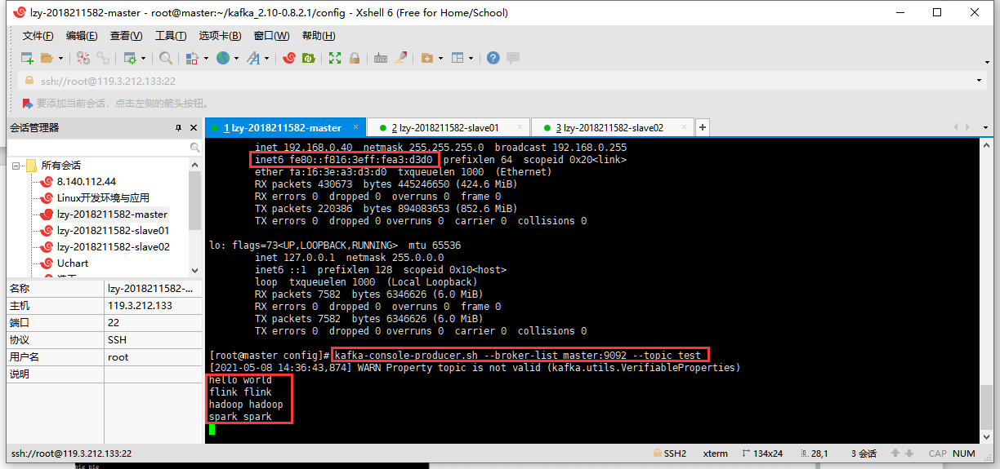 lzy-2018211582-master - root@master:~/kafka_2.10-0.8.2.1/config - Xshell 6 (Free for Home/School)
文件(F) 编辑(E) 查看(V) 工具(T) 选项卡(B) 窗口(W) 帮助(H)
ssh://root@119.3.212.133:22
要添加当前会话，点击左侧的箭头按钮。
会话管理器
所有会话
8.140.112.44
Linux开发环境与应用
lzy-2018211582-master
lzy-2018211582-slave01
lzy-2018211582-slave02
Uchart
名称 lzy-2018211582-...
主机 119.3.212.133
端口 22
协议 SSH
用户名 root
说明
1 lzy-2018211582-master 2 lzy-2018211582-slave01 3 lzy-2018211582-slave02
inet 192.168.0.40 netmask 255.255.255.0 broadcast 192.168.0.255
inet6 fe80::f816:3eff:fea3:d3d0 prefixlen 64 scopeid 0x20<link>
ether fa:16:3e:a3:d3:d0 txqueuelen 1000 (Ethernet)
RX packets 430673 bytes 445246650 (424.6 MiB)
RX errors 0 dropped 0 overruns 0 frame 0
TX packets 220386 bytes 894083653 (852.6 MiB)
TX errors 0 dropped 0 overruns 0 carrier 0 collisions 0
lo: flags=73<UP,LOOPBACK,RUNNING> mtu 65536
inet 127.0.0.1 netmask 255.0.0.0
inet6 ::1 prefixlen 128 scopeid 0x10<host>
loop txqueuelen 1000 (Local Loopback)
RX packets 7582 bytes 6346626 (6.0 MiB)
RX errors 0 dropped 0 overruns 0 frame 0
TX packets 7582 bytes 6346626 (6.0 MiB)
TX errors 0 dropped 0 overruns 0 carrier 0 collisions 0
[root@master config]# kafka-console-producer.sh --broker-list master:9092 --topic test
[2021-05-08 14:36:43,874] WARN Property topic is not valid (kafka.utils.VerifiableProperties)
hello world
flink flink
hadoop hadoop
spark spark
ssh://root@119.3.212.133:22 SSH2 xterm 134x24 28,1 3 会话 CAP NUM